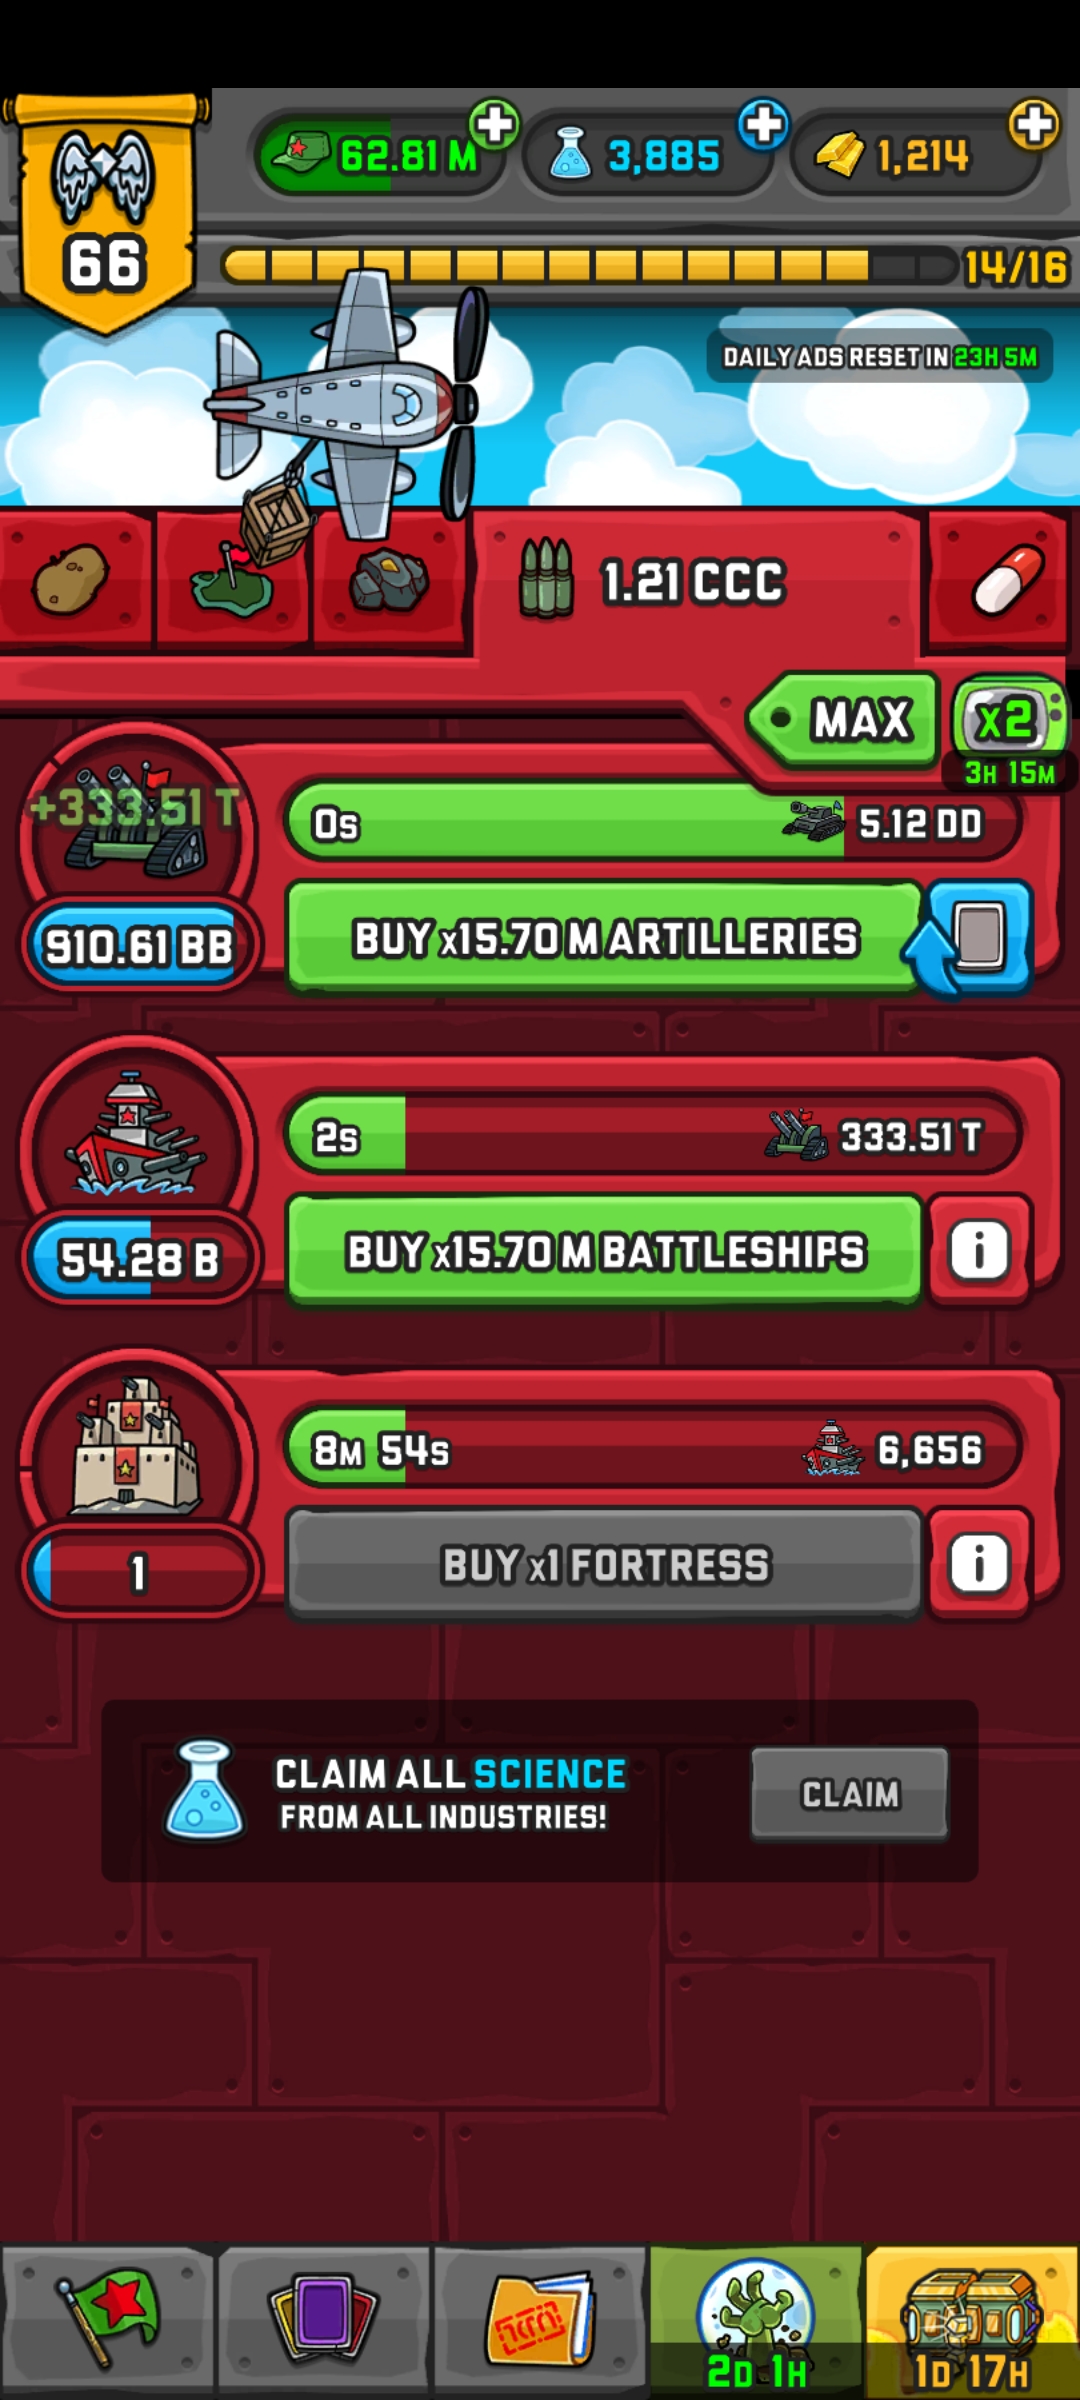 62.81 M
3,885
1,214
66
14/16
DAILY ADS RESET IN 23H 5M
1.21 CCC
MAX
x2
3H 15M
+333.51 T
0s
5.12 DD
910.61 BB
BUY x15.70 M ARTILLERIES
2s
333.51 T
54.28 B
BUY x15.70 M BATTLESHIPS
i
8M 54s
6,656
1
BUY x1 FORTRESS
i
CLAIM ALL SCIENCE
FROM ALL INDUSTRIES!
CLAIM
2D 1H
1D 17H